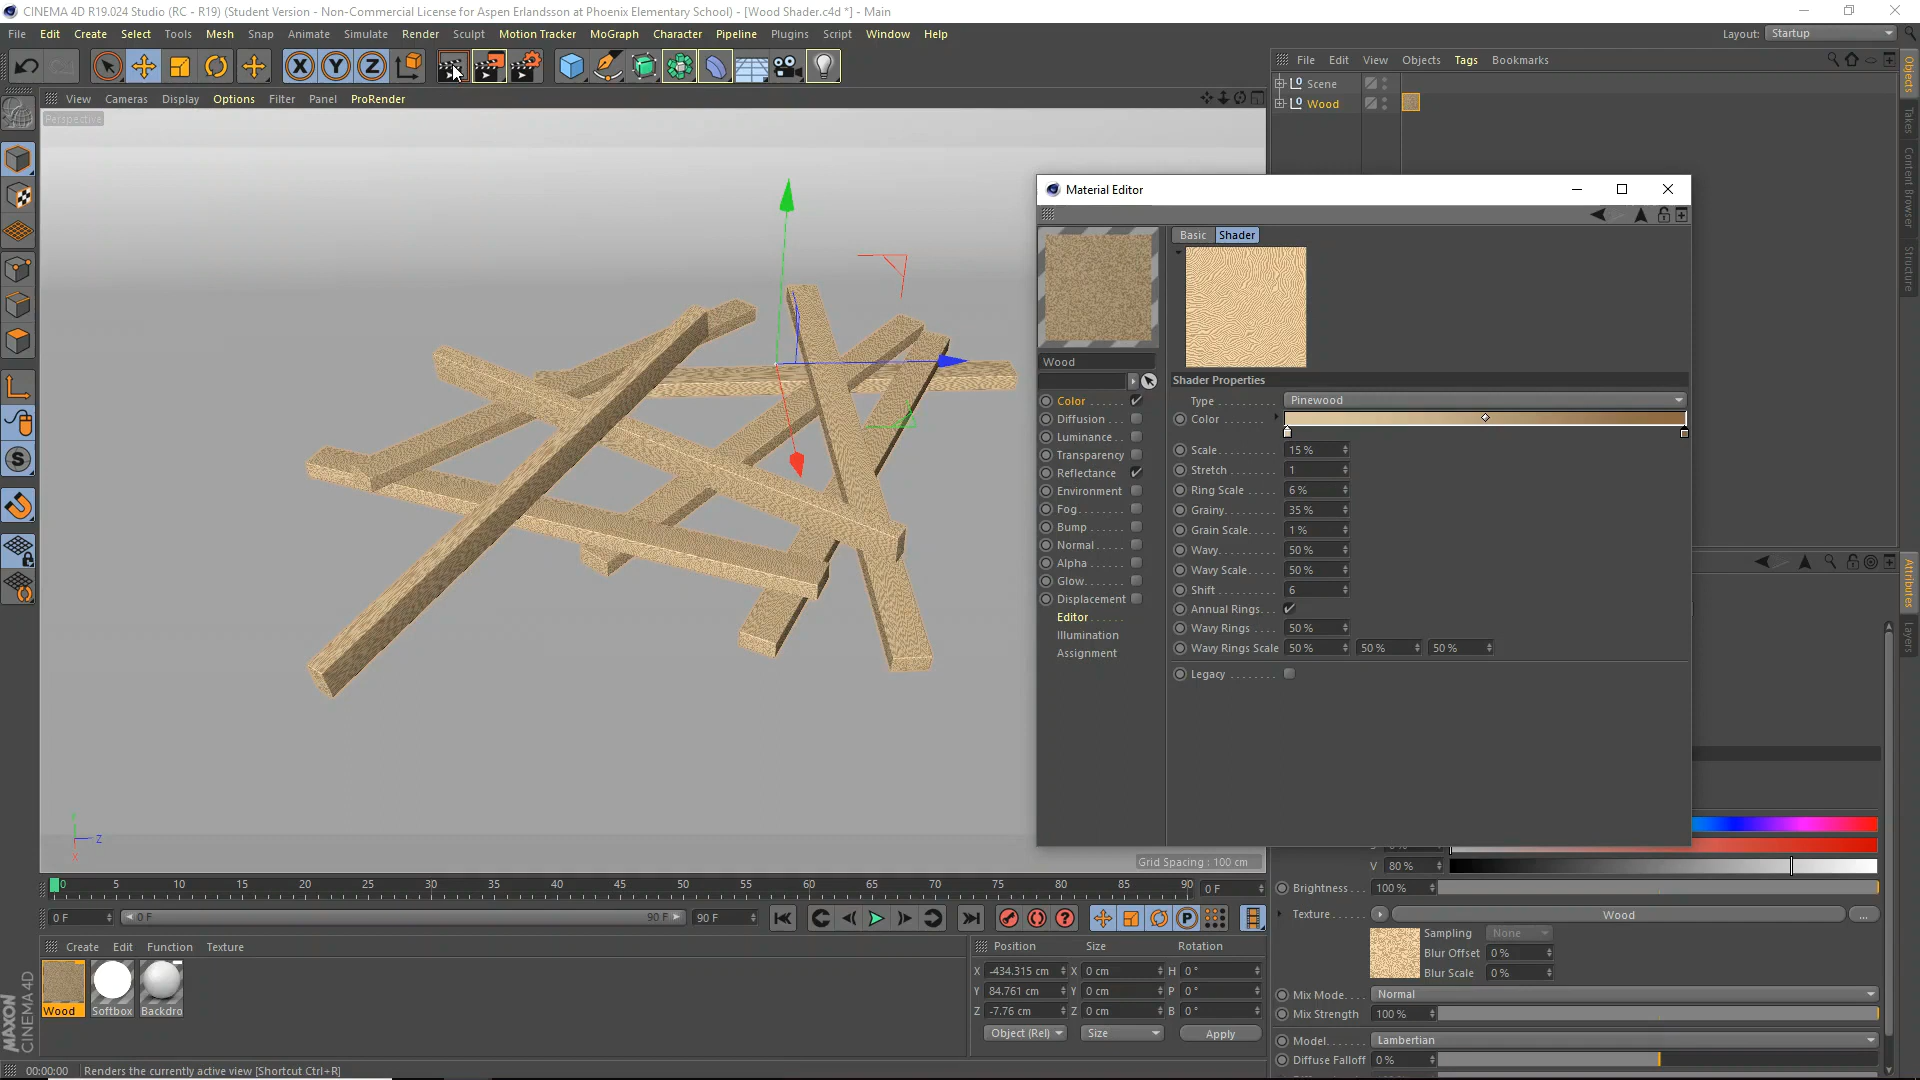 CINEMA 4D R19.024 Studio (RC - R19) (Student Version - Non-Commercial License for Aspen Erlandsson at Phoenix Elementary School) - [Wood Shader.c4d *] - Main
File Edit Create Select Tools Mesh Snap Animate Simulate Render Sculpt Motion Tracker MoGraph Character Pipeline Plugins Script Window Help
Layout: Startup
File Edit View Objects Tags Bookmarks
View Cameras Display Options Filter Panel ProRender
Perspective
Scene
Wood
Objects
Takes
Content Browser
Structure
Material Editor
Basic Shader
Wood
Color
Diffusion
Luminance
Transparency
Reflectance
Environment
Fog
Bump
Normal
Alpha
Glow
Displacement
Editor
Illumination
Assignment
Shader Properties
Type Pinewood
Color
Scale 15 %
Stretch 1
Ring Scale 6 %
Grainy 35 %
Grain Scale 1 %
Wavy 50 %
Wavy Scale 50 %
Shift 6
Annual Rings
Wavy Rings 50 %
Wavy Rings Scale 50 % 50 % 50 %
Legacy
Attributes
Layers
Y
Z
X
Grid Spacing : 100 cm
0 5 10 15 20 25 30 35 40 45 50 55 60 65 70 75 80 85 90 0 F
0 F 0 F 90 F 90 F
V 80 %
Brightness 100 %
Texture Wood ...
Sampling None
Blur Offset 0 %
Blur Scale 0 %
Mix Mode Normal
Mix Strength 100 %
Model Lambertian
Diffuse Falloff 0 %
Create Edit Function Texture
Wood Softbox Backdro
Position Size Rotation
X -434.315 cm X 0 cm H 0 °
Y 84.761 cm Y 0 cm P 0 °
Z -7.76 cm Z 0 cm B 0 °
Object (Rel) Size Apply
MAXON
CINEMA 4D
00:00:00 Renders the currently active view [Shortcut Ctrl+R]